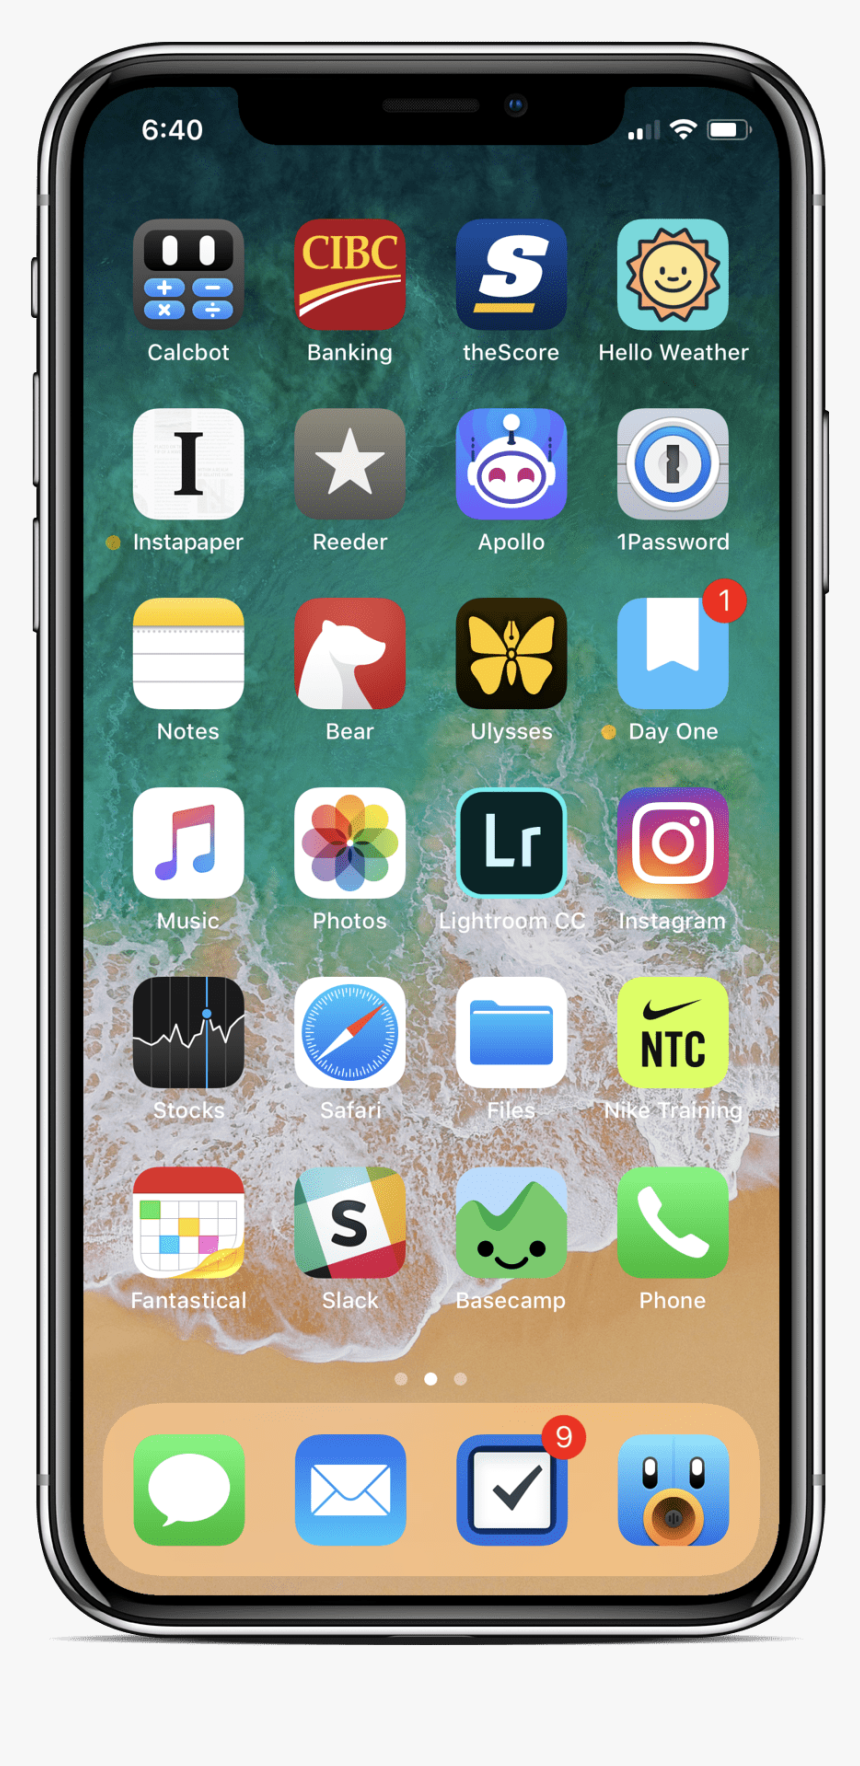 6:40
CIBC
S
Calcbot Banking theScore Hello Weather
I
Instapaper Reeder Apollo 1Password
1
Notes Bear Ulysses Day One
Lr
Music Photos Lightroom CC Instagram
NTC
Stocks Safari Files Nike Training
S
Fantastical Slack Basecamp Phone
9